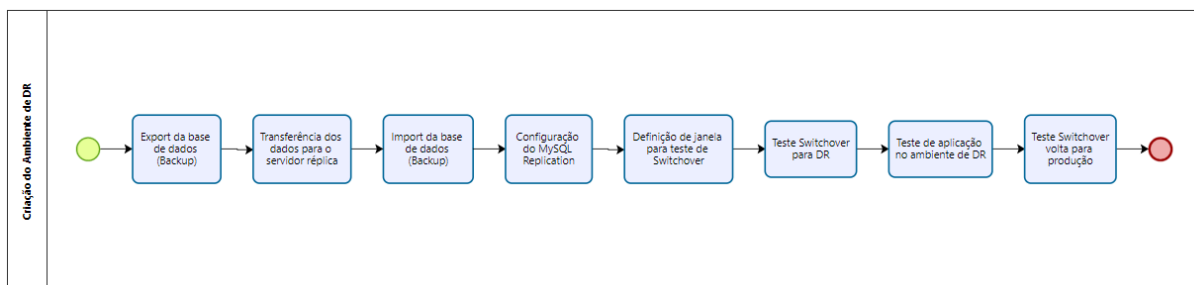 Criação do Ambiente de DR
Export da base
de dados
(Backup)
Transferência dos
dados para o
servidor réplica
Import da base
de dados
(Backup)
Configuração
do MySQL
Replication
Definição de janela
para teste de
Switchover
Teste Switchover
para DR
Teste de aplicação
no ambiente de DR
Teste Switchover
volta para
produção